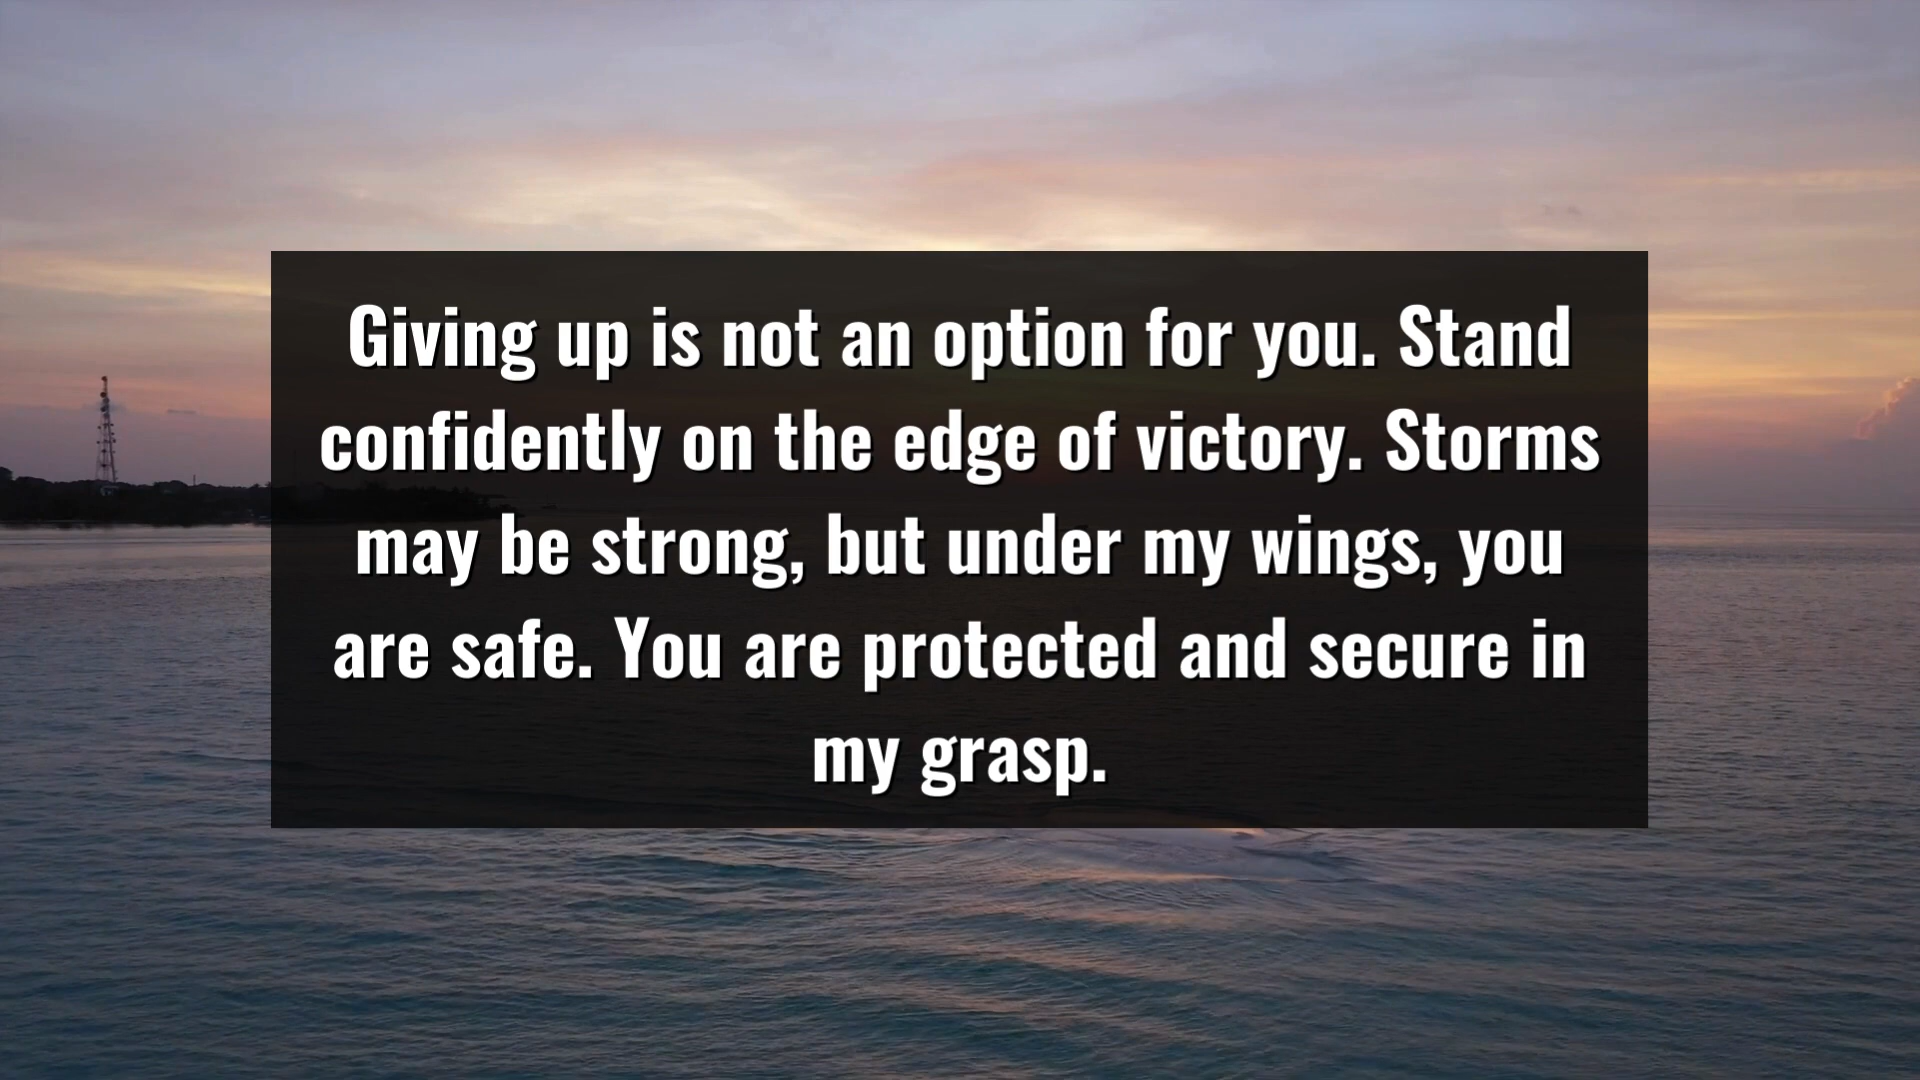 Giving up is not an option for you. Stand
confidently on the edge of victory. Storms
may be strong, but under my wings, you
are safe. You are protected and secure in
my grasp.